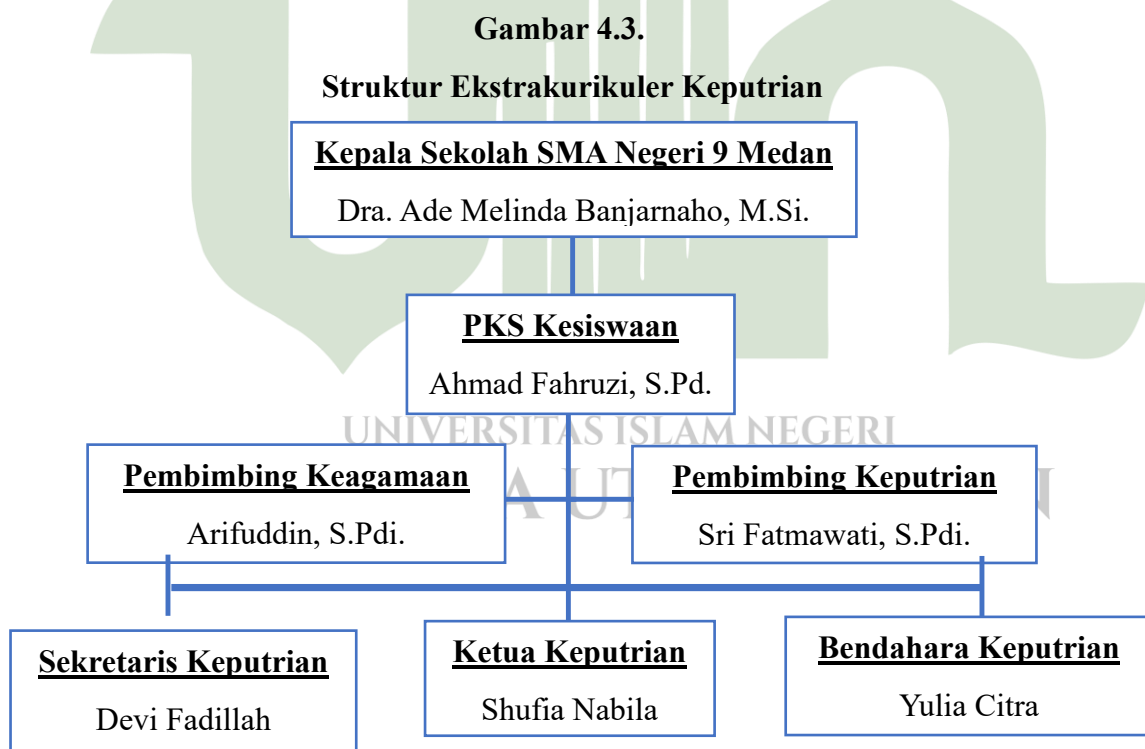 Gambar 4.3.
Struktur Ekstrakurikuler Keputrian
Kepala Sekolah SMA Negeri 9 Medan
Dra. Ade Melinda Banjarnaho, M.Si.
PKS Kesiswaan
Ahmad Fahruzi, S.Pd.
UNIVERSITAS ISLAM NEGERI
Pembimbing Keagamaan
Arifuddin, S.Pdi.
Pembimbing Keputrian
Sri Fatmawati, S.Pdi.
Sekretaris Keputrian
Devi Fadillah
Ketua Keputrian
Shufia Nabila
Bendahara Keputrian
Yulia Citra